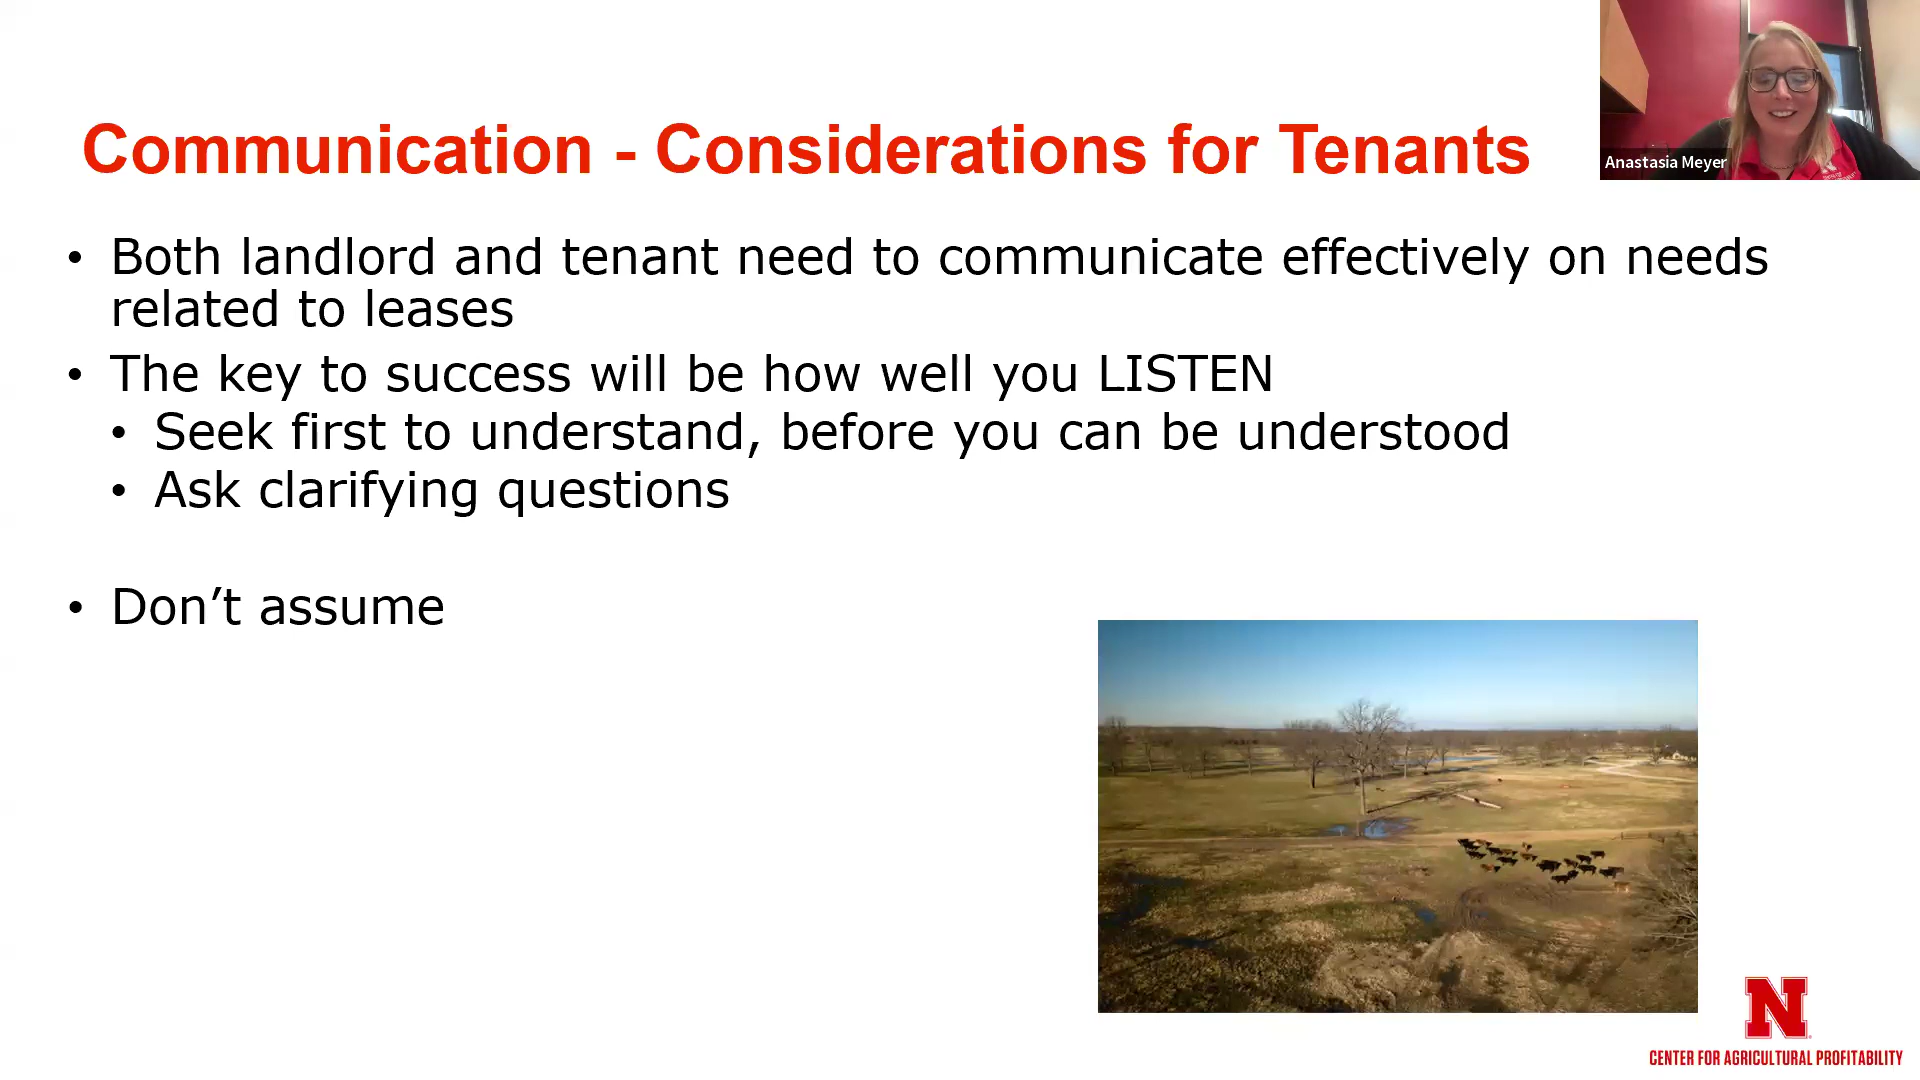 Communication - Considerations for Tenants
Anastasia Meyer
• Both landlord and tenant need to communicate effectively on needs
related to leases
• The key to success will be how well you LISTEN
• Seek first to understand, before you can be understood
• Ask clarifying questions
• Don’t assume
N
CENTER FOR AGRICULTURAL PROFITABILITY